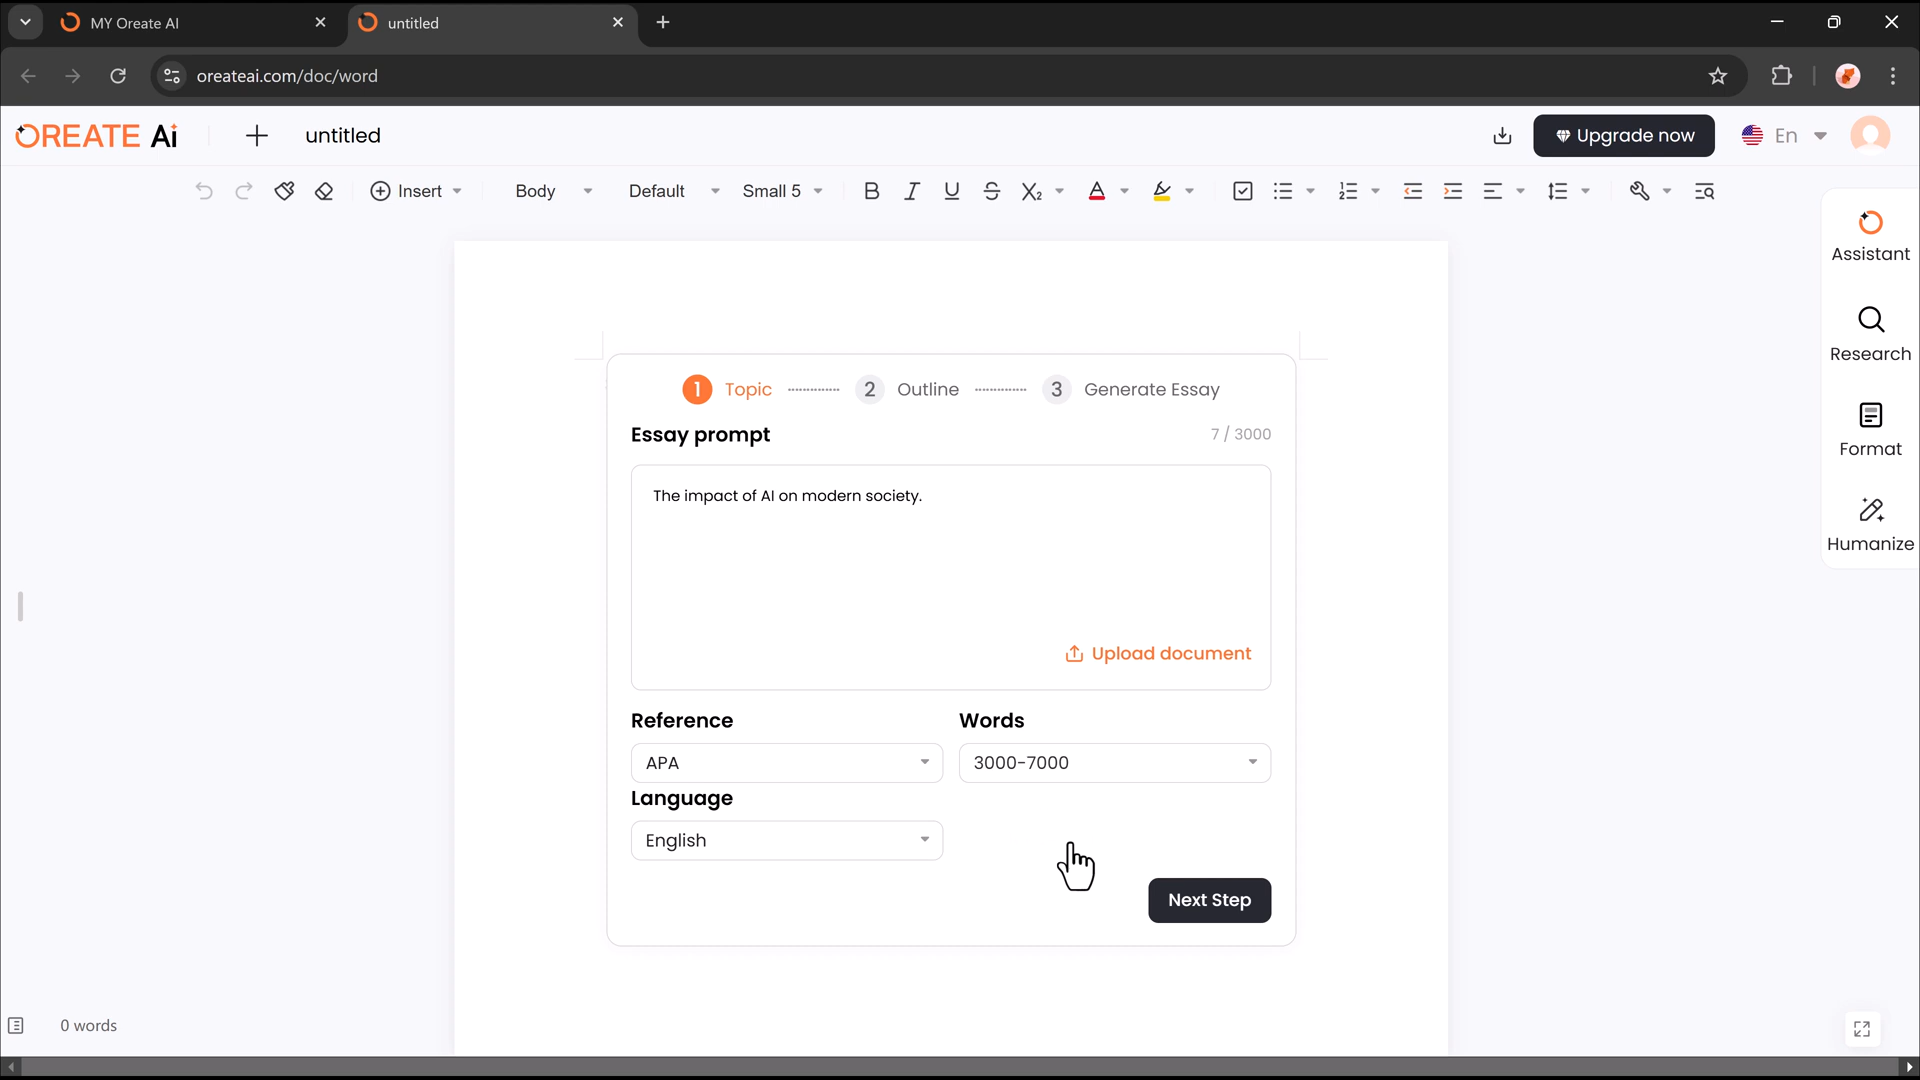 MY Oreate AI
untitled
oreateai.com/doc/word
OREATE Ai
untitled
Upgrade now
En
Insert
Body
Default
Small 5
Assistant
Research
Format
Humanize
1 Topic
2 Outline
3 Generate Essay
Essay prompt
7 / 3000
The impact of AI on modern society.
Upload document
Reference
Words
APA
3000-7000
Language
English
Next Step
0 words